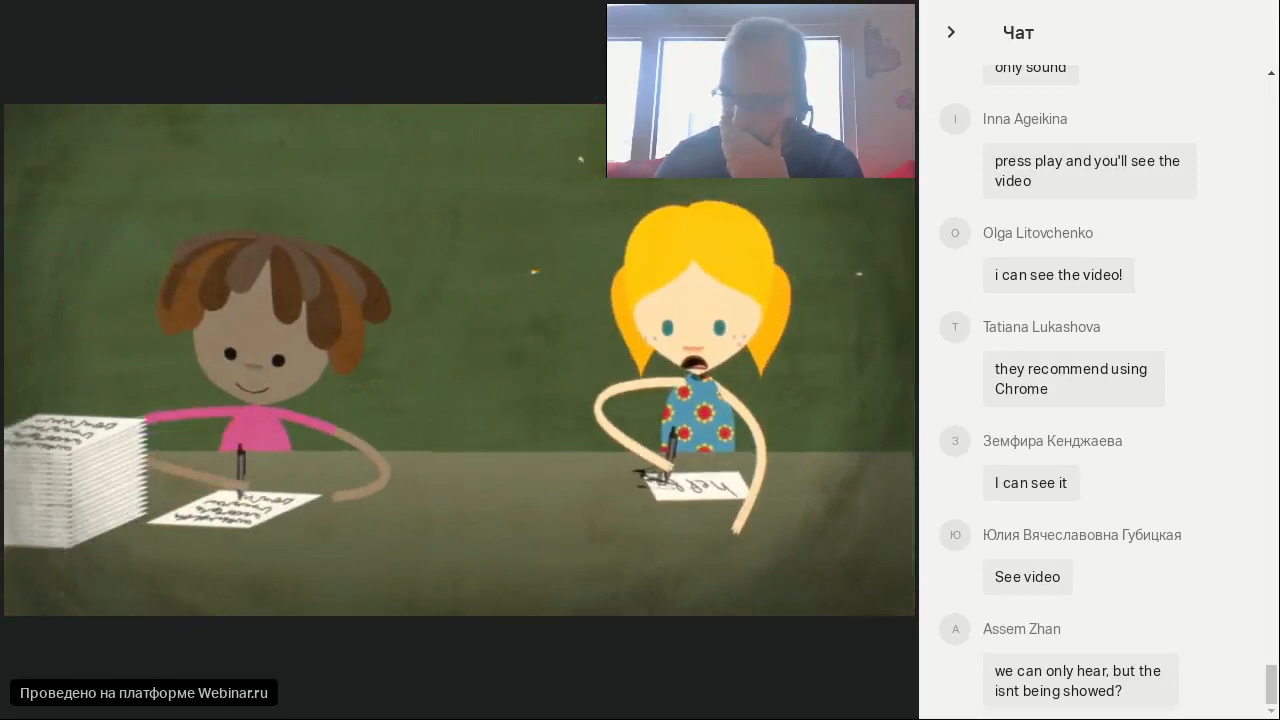 Чат
only sound
I
Inna Ageikina
press play and you'll see the
video
O
Olga Litovchenko
i can see the video!
T
Tatiana Lukashova
they recommend using
Chrome
З
Земфира Кенджаева
I can see it
Ю
Юлия Вячеславовна Губицкая
See video
A
Assem Zhan
we can only hear, but the
isnt being showed?
Проведено на платформе Webinar.ru